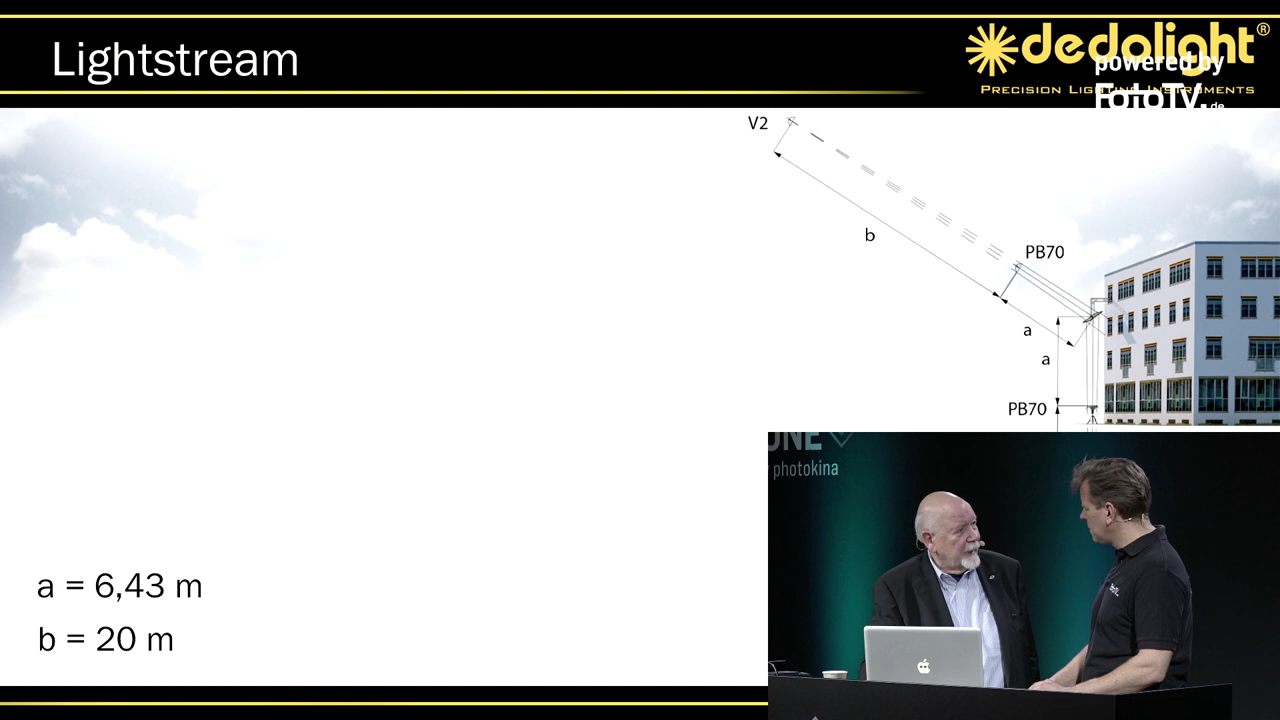 Lightstream
dedolight®
PRECISION LIGHTING INSTRUMENTS
powered by
FotoTV.de
V2
b
PB70
a
a
PB70
a = 6,43 m
b = 20 m
photokina